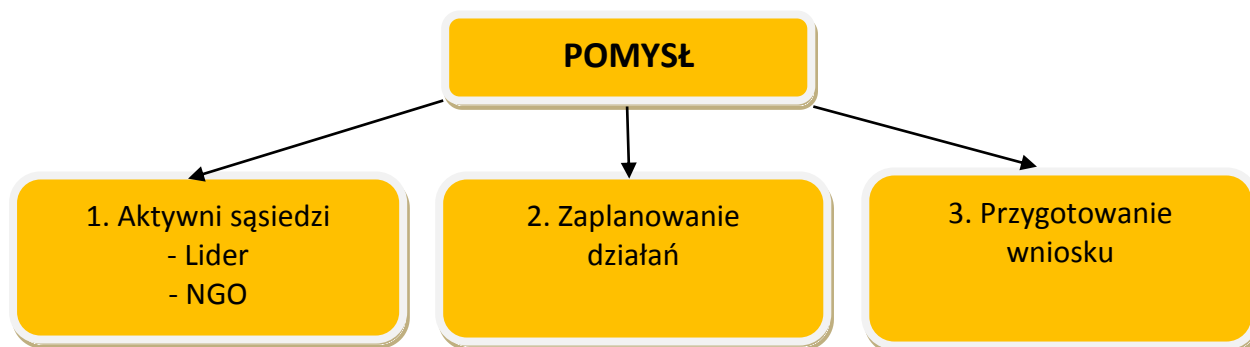 POMYSŁ
1. Aktywni sąsiedzi
- Lider
- NGO
2. Zaplanowanie
działań
3. Przygotowanie
wniosku